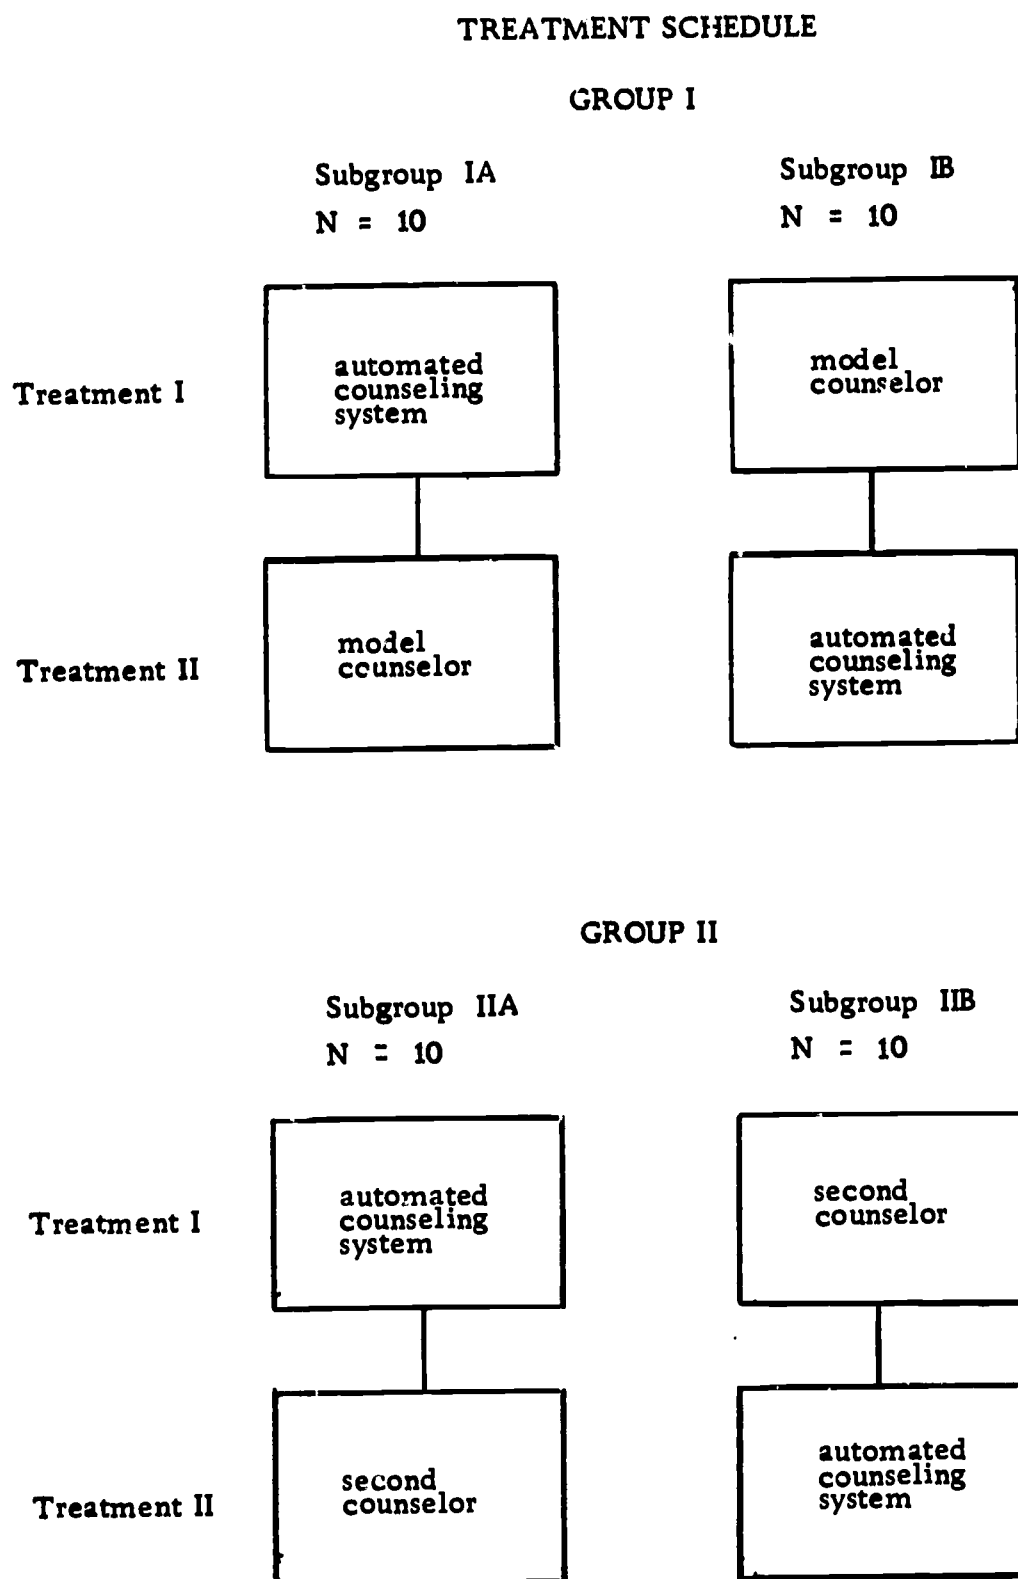 TREATMENT SCHEDULE
GROUP I
Subgroup IA
N = 10
Subgroup IB
N = 10
Treatment I
automated
counseling
system
model
counselor
Treatment II
model
counselor
automated
counseling
system
GROUP II
Subgroup IIA
N = 10
Subgroup IIB
N = 10
Treatment I
automated
counseling
system
second
counselor
Treatment II
second
counselor
automated
counseling
system